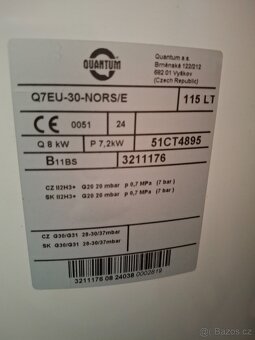 QUANTUM
Quantum a.s.
Brněnská 122/212
682 01 Vyškov
(Czech Republic)
Q7EU-30-NORS/E
115 LT
CE 0051
24
Q 8 kW
P 7,2kW
51CT4895
B11BS
3211176
CZ II2H3+ G20 20 mbar p 0,7 MPa (7 bar)
SK II2H3+ G20 20 mbar p 0,7 MPa (7 bar)
CZ G30/G31 28-30/37mbar
SK G30/G31 28-30/37mbar
3211176 08 24038 0002619
bazos.cz